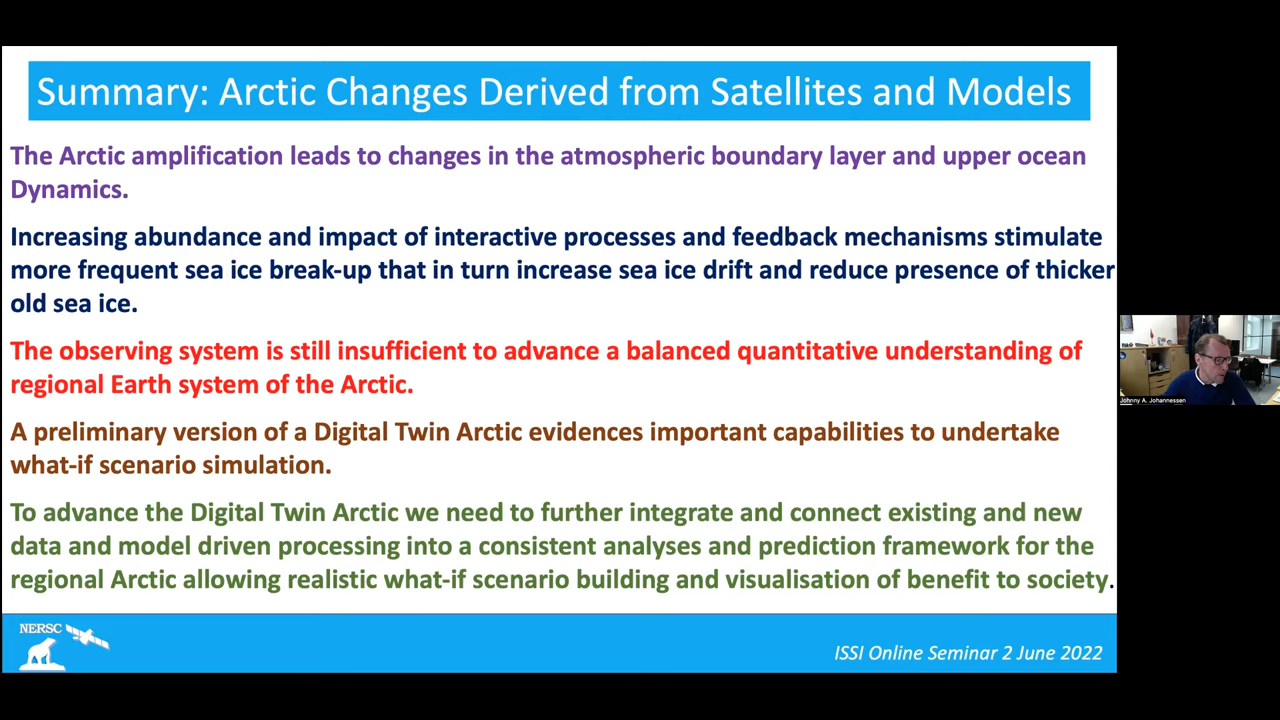 Summary: Arctic Changes Derived from Satellites and Models
The Arctic amplification leads to changes in the atmospheric boundary layer and upper ocean
Dynamics.
Increasing abundance and impact of interactive processes and feedback mechanisms stimulate
more frequent sea ice break-up that in turn increase sea ice drift and reduce presence of thicker
old sea ice.
The observing system is still insufficient to advance a balanced quantitative understanding of
regional Earth system of the Arctic.
A preliminary version of a Digital Twin Arctic evidences important capabilities to undertake
what-if scenario simulation.
To advance the Digital Twin Arctic we need to further integrate and connect existing and new
data and model driven processing into a consistent analyses and prediction framework for the
regional Arctic allowing realistic what-if scenario building and visualisation of benefit to society.
Johnny A. Johannessen
NERSC
ISSI Online Seminar 2 June 2022